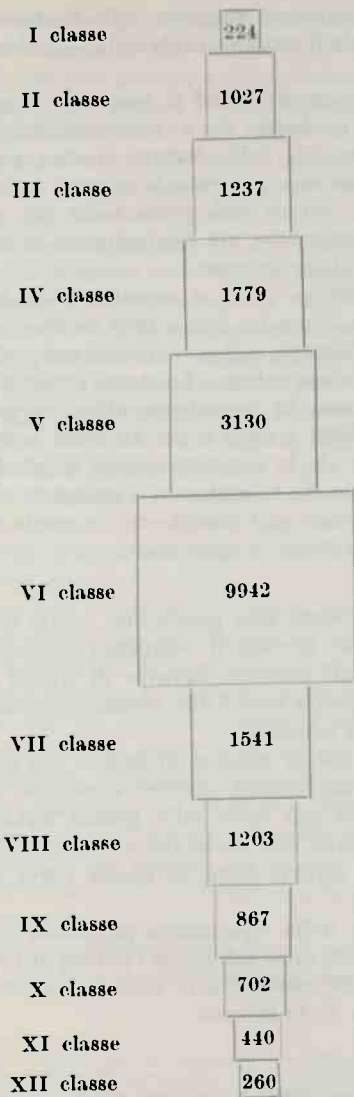 I classe 224
II classe 1027
III classe 1237
IV classe 1779
V classe 3130
VI classe 9942
VII classe 1541
VIII classe 1203
IX classe 867
X classe 702
XI classe 440
XII classe 260